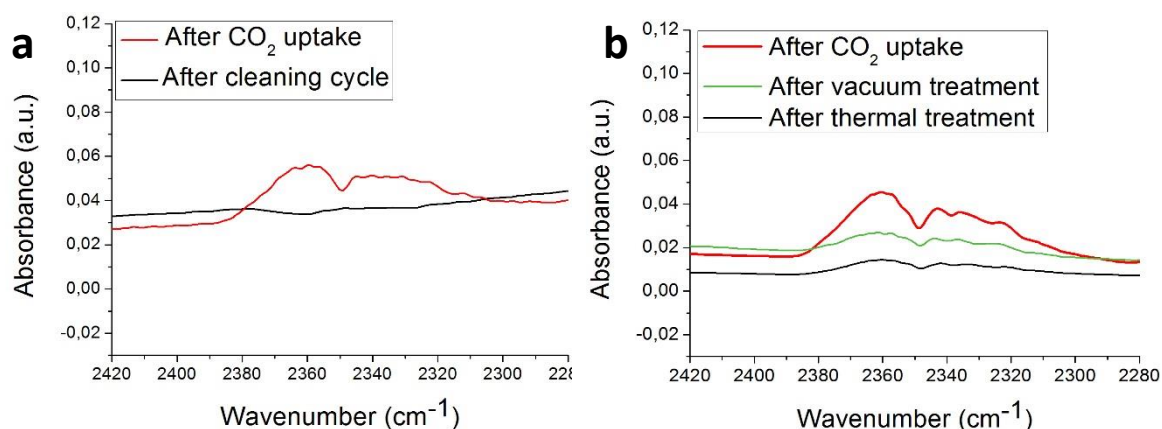 a
After CO₂ uptake
After cleaning cycle
0,12
0,10
0,08
0,06
0,04
0,02
0,00
-0,02
Absorbance (a.u.)
2420 2400 2380 2360 2340 2320 2300 228
Wavenumber (cm⁻¹)
b
After CO₂ uptake
After vacuum treatment
After thermal treatment
0,12
0,10
0,08
0,06
0,04
0,02
0,00
-0,02
Absorbance (a.u.)
2420 2400 2380 2360 2340 2320 2300 2280
Wavenumber (cm⁻¹)